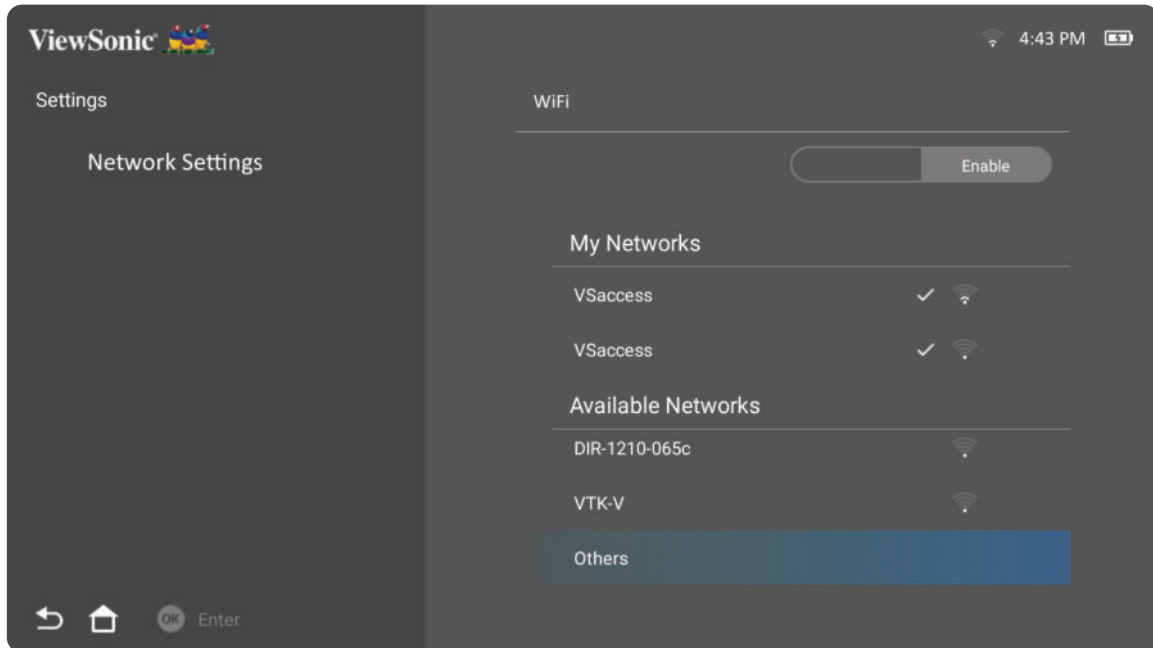 ViewSonic
4:43 PM
Settings
WiFi
Network Settings
Enable
My Networks
VSaccess
VSaccess
Available Networks
DIR-1210-065c
VTK-V
Others
OK Enter